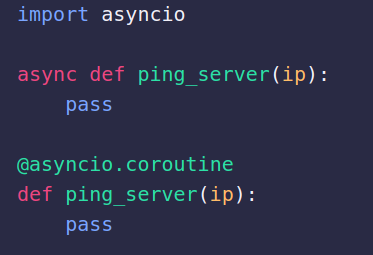 import asyncio

async def ping_server(ip):
    pass

@asyncio.coroutine
def ping_server(ip):
    pass